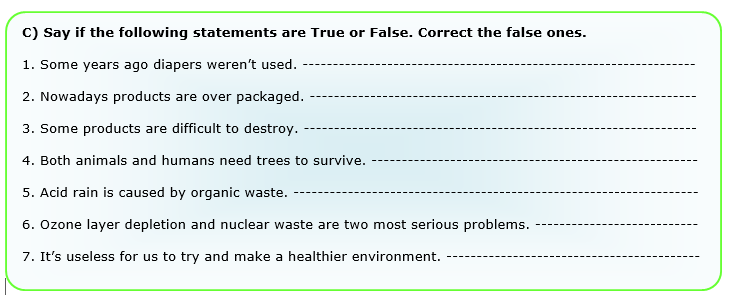 C) Say if the following statements are True or False. Correct the false ones.
1. Some years ago diapers weren’t used. ------------------------------------------------------------------
2. Nowadays products are over packaged. -----------------------------------------------------------------
3. Some products are difficult to destroy. ------------------------------------------------------------------
4. Both animals and humans need trees to survive. -------------------------------------------------------
5. Acid rain is caused by organic waste. --------------------------------------------------------------------
6. Ozone layer depletion and nuclear waste are two most serious problems. ---------------------------
7. It’s useless for us to try and make a healthier environment. ------------------------------------------